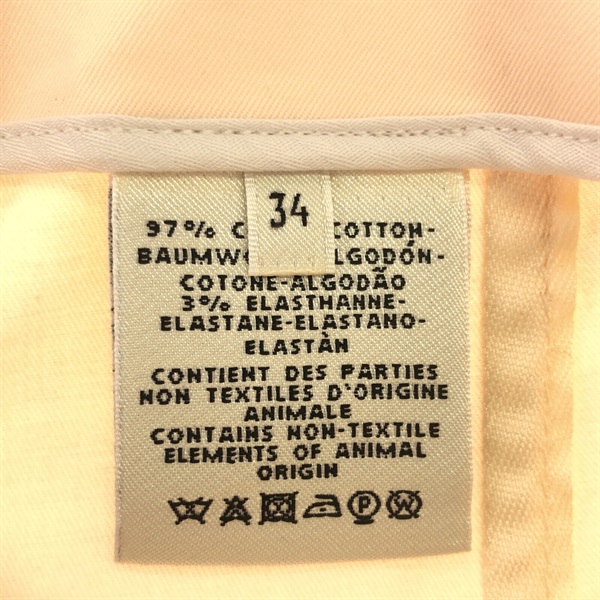 34
97% C COTTON-
BAUMW ALGODÓN-
COTONE-ALGODÃO
3% ELASTHANNE-
ELASTANE-ELASTANO-
ELASTÀN
CONTIENT DES PARTIES
NON TEXTILES D'ORIGINE
ANIMALE
CONTAINS NON-TEXTILE
ELEMENTS OF ANIMAL
ORIGIN
P W